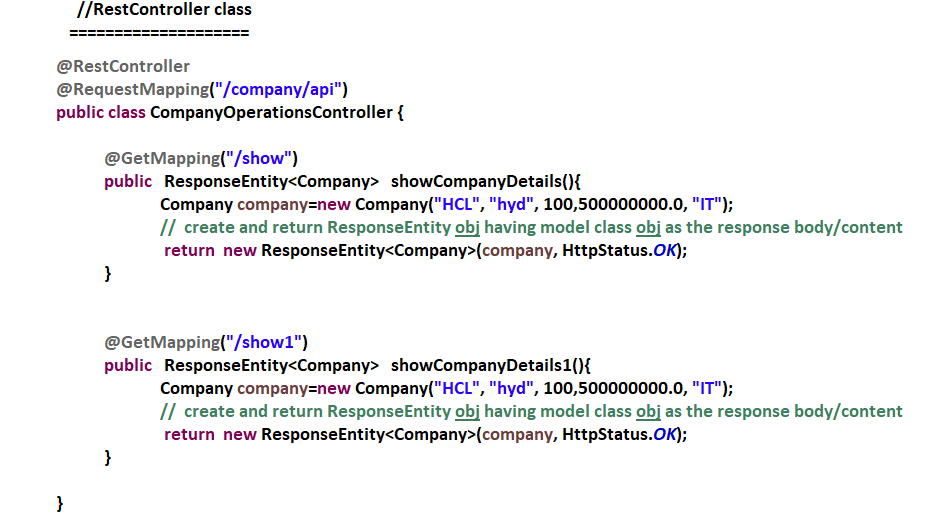 //RestController class
====================
@RestController
@RequestMapping("/company/api")
public class CompanyOperationsController {
@GetMapping("/show")
public ResponseEntity<Company> showCompanyDetails(){
Company company=new Company("HCL", "hyd", 100,500000000.0, "IT");
// create and return ResponseEntity obj having model class obj as the response body/content
return new ResponseEntity<Company>(company, HttpStatus.OK);
}
@GetMapping("/show1")
public ResponseEntity<Company> showCompanyDetails1(){
Company company=new Company("HCL", "hyd", 100,500000000.0, "IT");
// create and return ResponseEntity obj having model class obj as the response body/content
return new ResponseEntity<Company>(company, HttpStatus.OK);
}
}